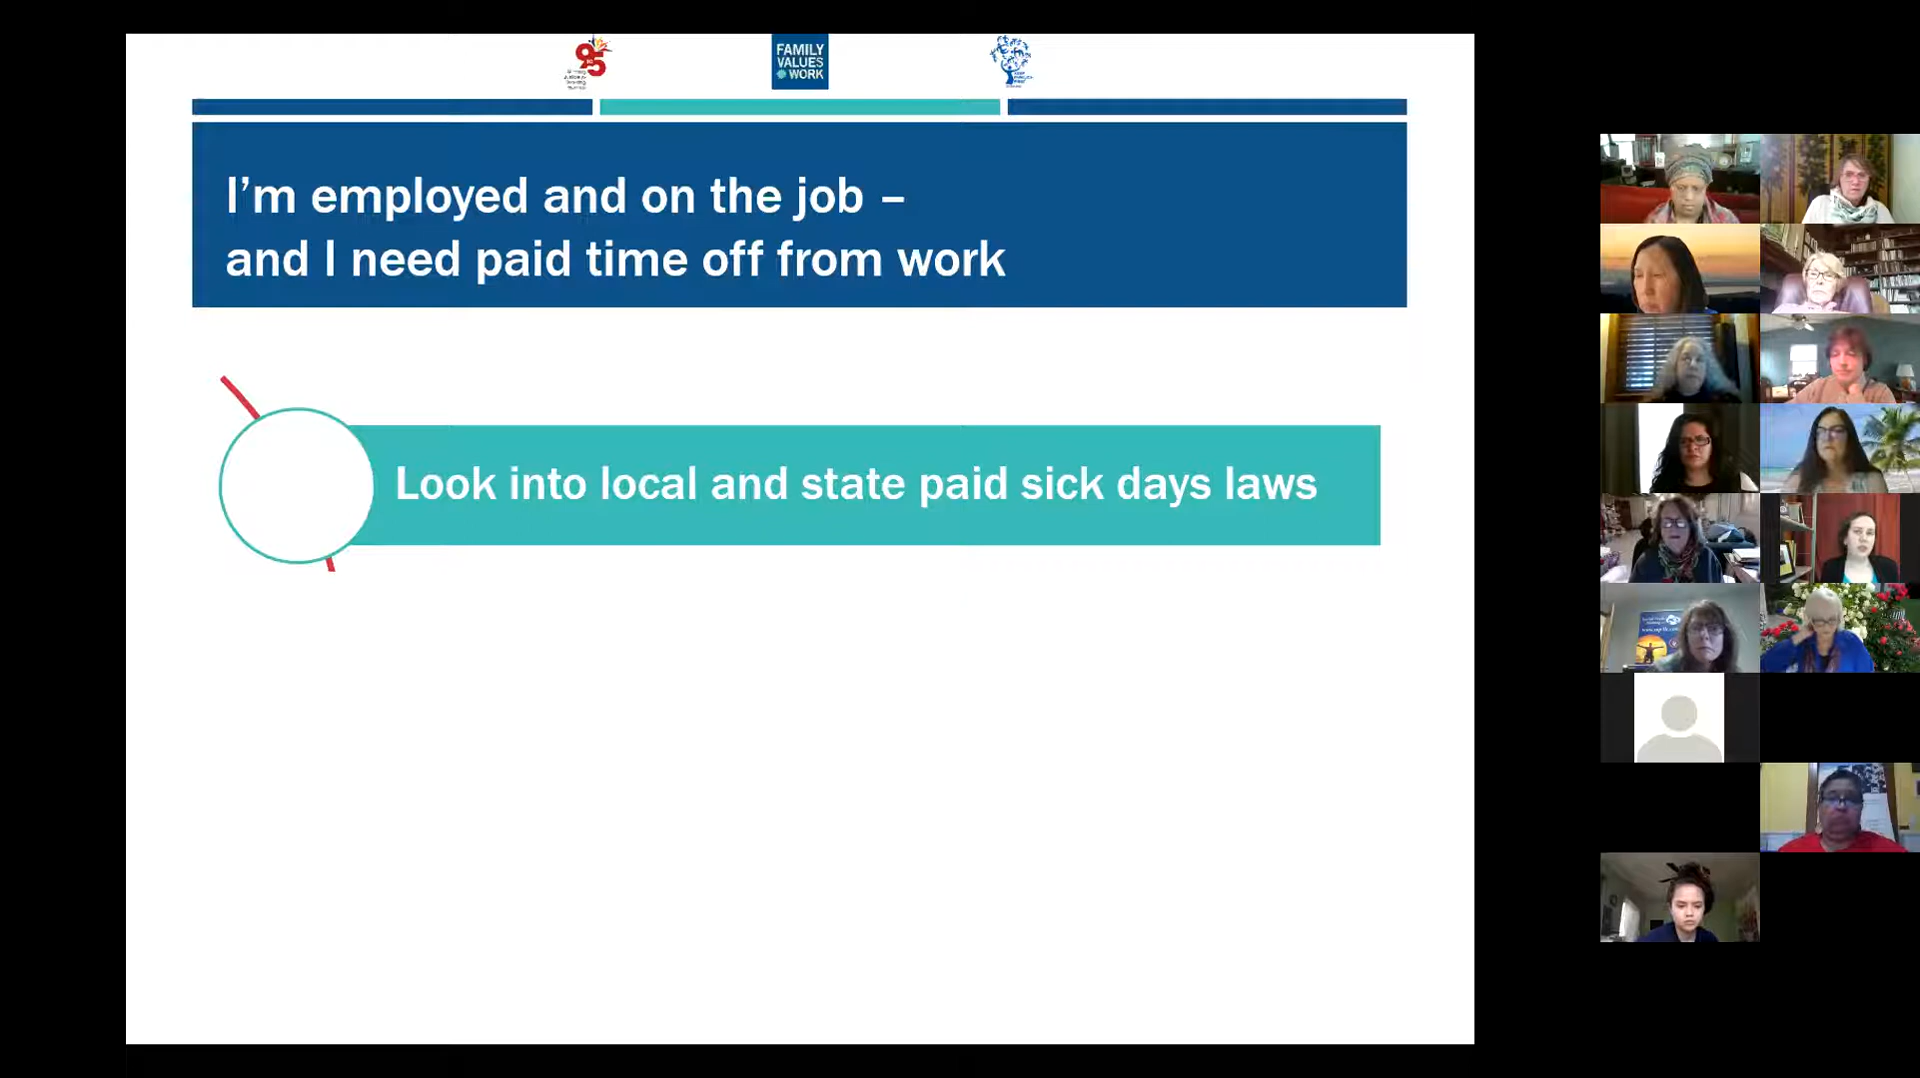 95
FAMILY
VALUES
WORK
I’m employed and on the job –
and I need paid time off from work
Look into local and state paid sick days laws